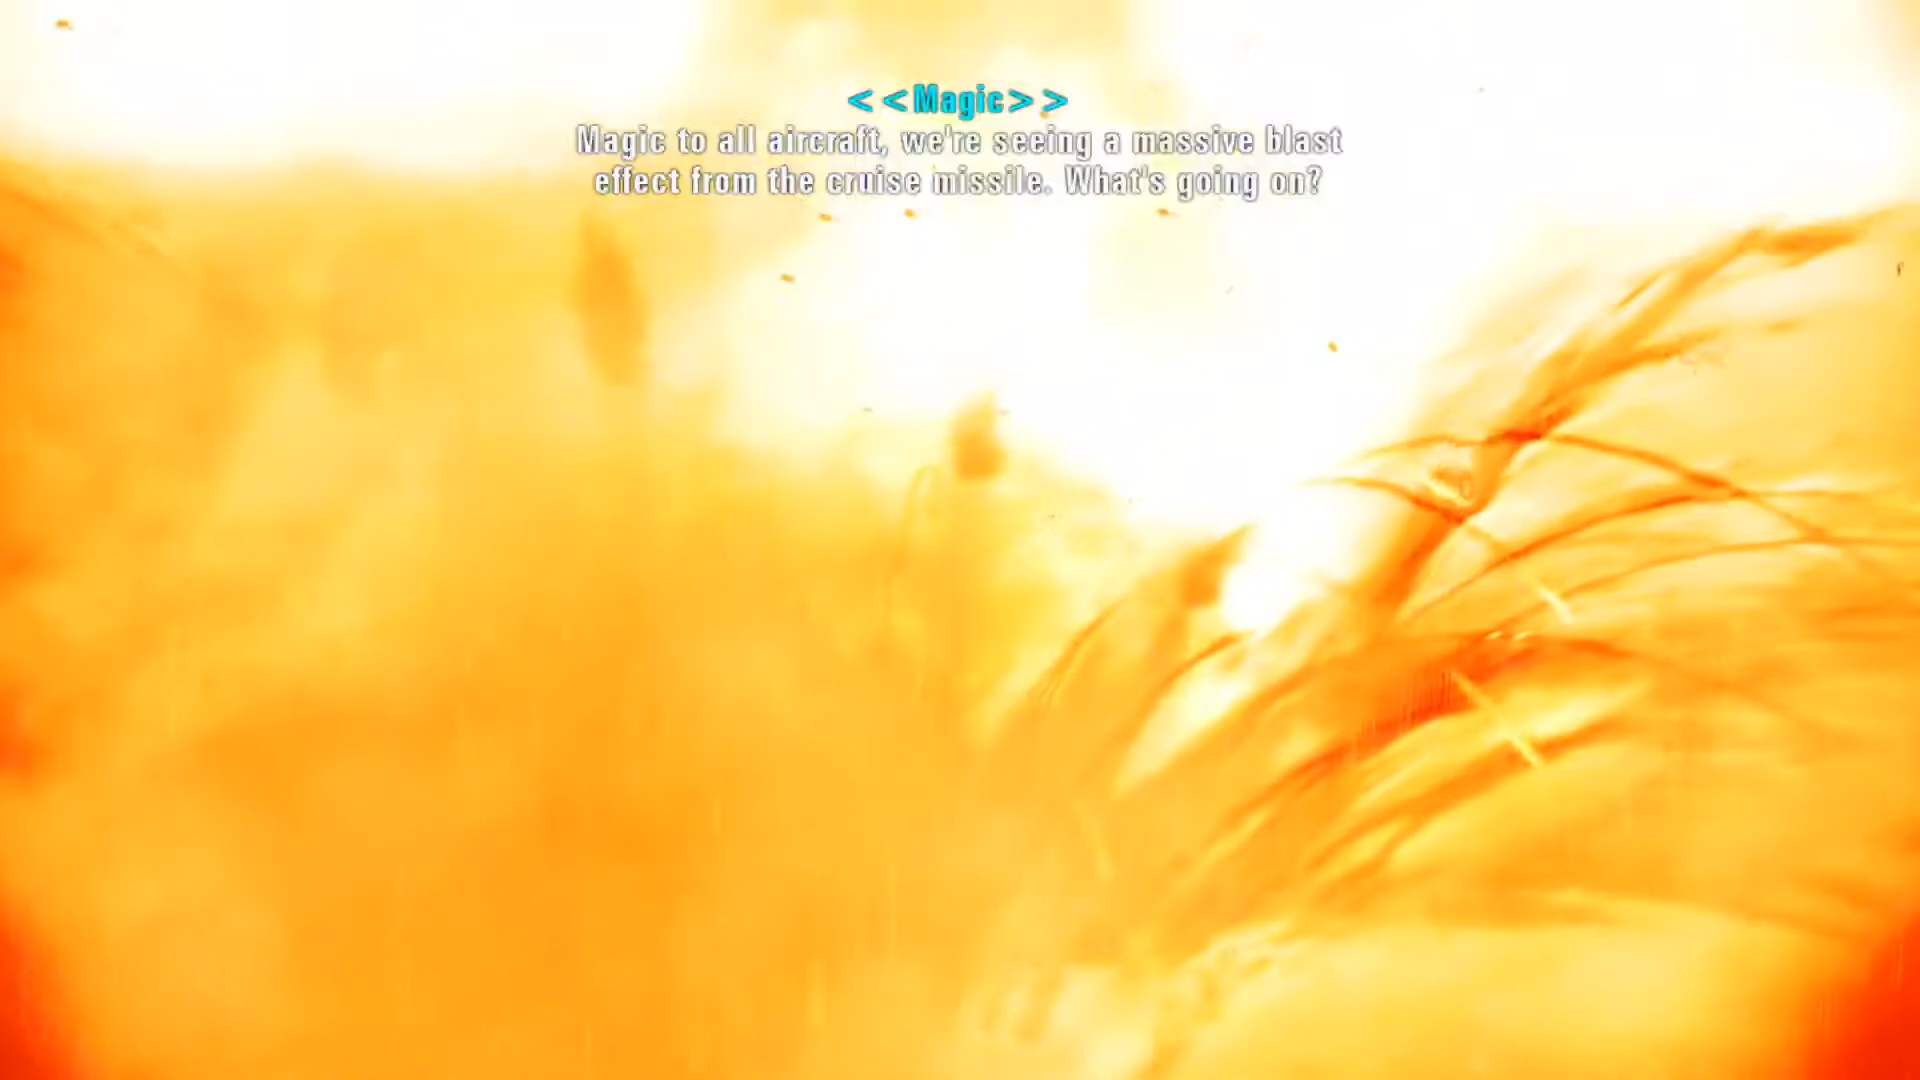 <<Magic>>
Magic to all aircraft, we're seeing a massive blast
effect from the cruise missile. What's going on?